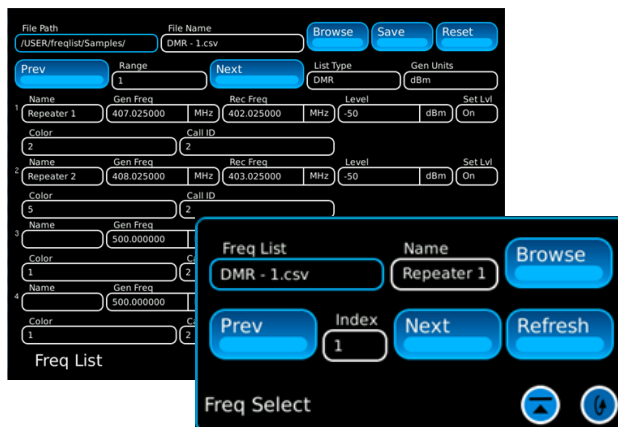 File Path File Name Browse Save Reset
/USER/freqlist/Samples/ DMR - 1.csv
Prev Range Next List Type Gen Units
1 DMR dBm
Name Gen Freq Rec Freq Level Set Lvl
1 Repeater 1 407.025000 MHz 402.025000 MHz -50 dBm On
Color Call ID
2 2
Name Gen Freq Rec Freq Level Set Lvl
2 Repeater 2 408.025000 MHz 403.025000 MHz -50 dBm On
Color Call ID
5 2
Name Gen Freq
3 500.000000
Color
1 2
Name Gen Freq
4 500.000000
Color
1 2
Freq List
Freq List Name Browse
DMR - 1.csv Repeater 1
Prev Index Next Refresh
1
Freq Select